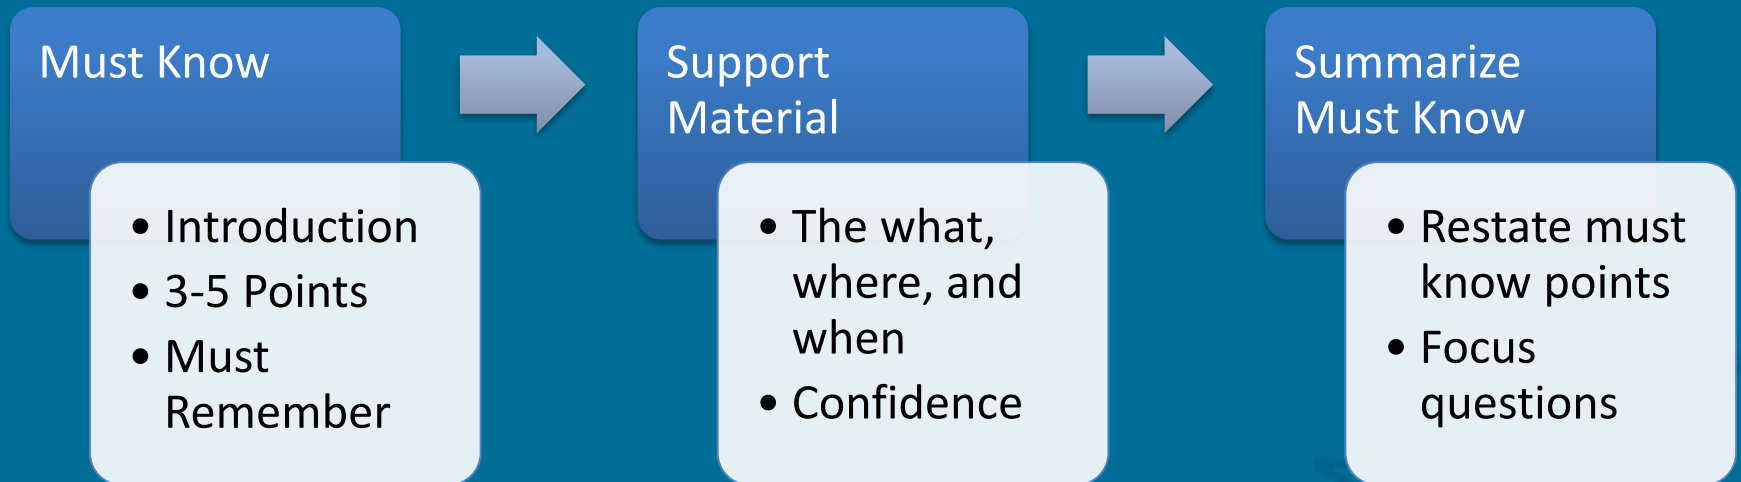 Must Know
• Introduction
• 3-5 Points
• Must
Remember
Support
Material
• The what,
where, and
when
• Confidence
Summarize
Must Know
• Restate must
know points
• Focus
questions